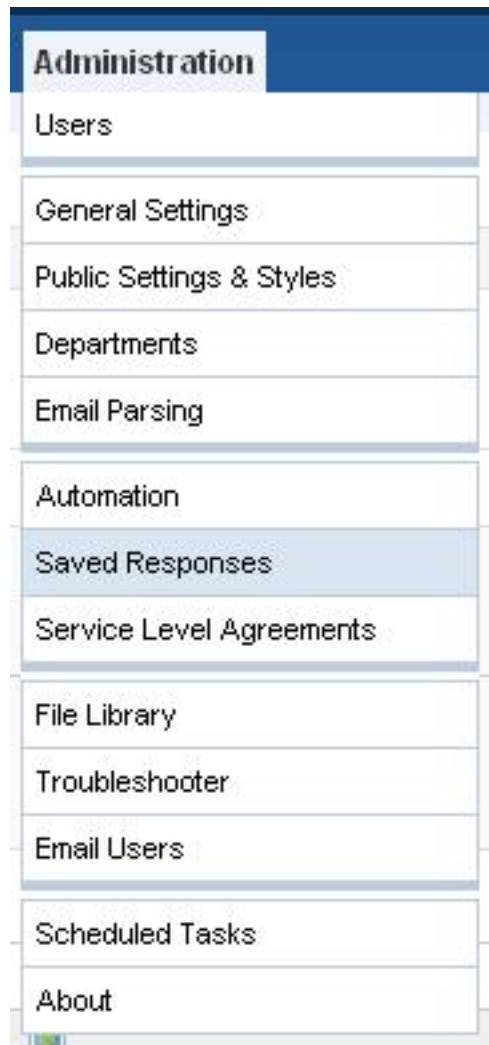 Administration
Users
General Settings
Public Settings & Styles
Departments
Email Parsing
Automation
Saved Responses
Service Level Agreements
File Library
Troubleshooter
Email Users
Scheduled Tasks
About